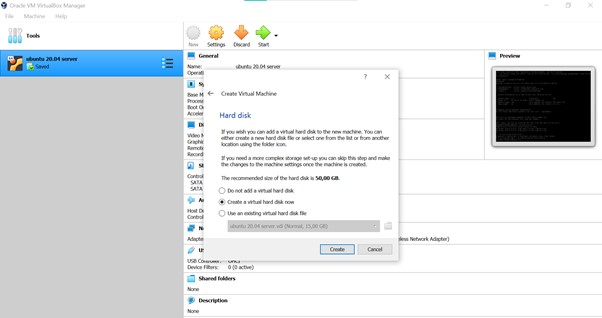 Oracle VM VirtualBox Manager
File Machine Help
Tools
New Settings Discard Start
ubuntu 20.04 server
Saved
General
Preview
Name: ubuntu 20.04 server
Operati
Sy
Base M
Process
Boot O
Acceler
Di
Video M
Graphi
Remote
Record
St
Control
SATA
SATA
Au
Host D
Control
N
Adapte
eless Network Adapter)
US
USB Controller: OHCI
Device Filters: 0 (0 active)
Shared folders
None
Description
None
? ×
← Create Virtual Machine
Hard disk
If you wish you can add a virtual hard disk to the new machine. You can
either create a new hard disk file or select one from the list or from another
location using the folder icon.
If you need a more complex storage set-up you can skip this step and make
the changes to the machine settings once the machine is created.
The recommended size of the hard disk is 50,00 GB.
Do not add a virtual hard disk
Create a virtual hard disk now
Use an existing virtual hard disk file
ubuntu 20.04 server.vdi (Normal, 15,00 GB)
Create Cancel